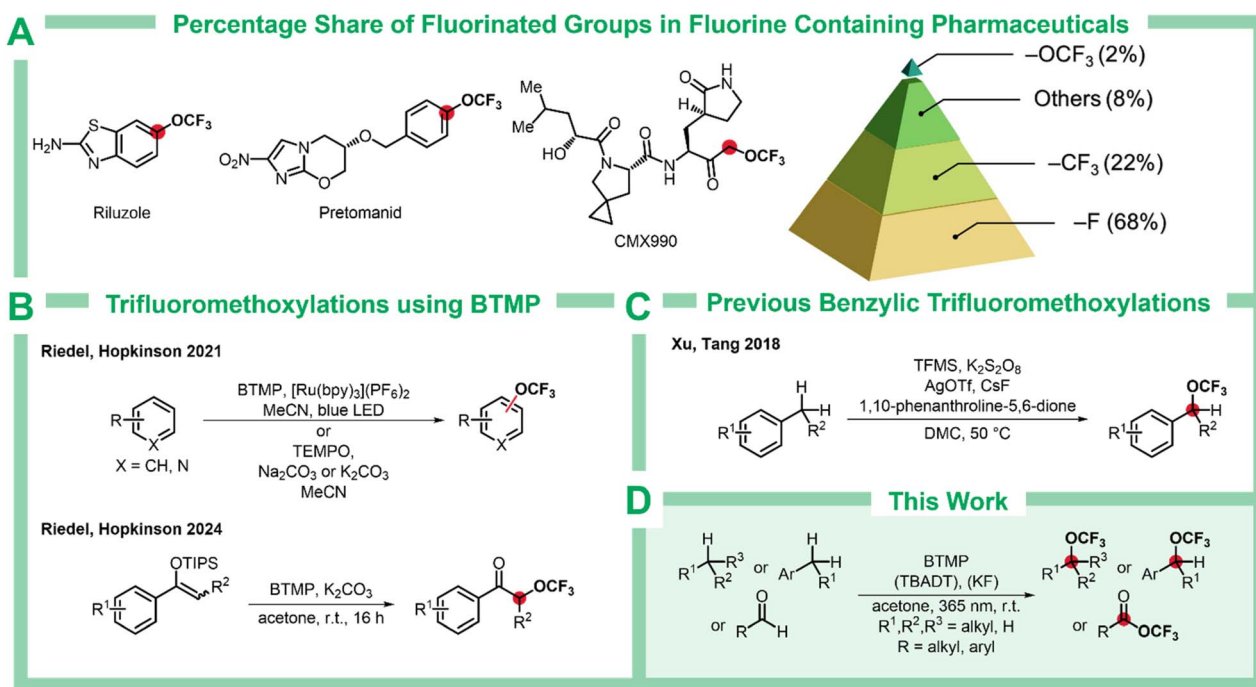 A Percentage Share of Fluorinated Groups in Fluorine Containing Pharmaceuticals
S
N
H₂N
OCF₃
Riluzole
O₂N
N
N
O
O
OCF₃
Pretomanid
Me
Me
HO
O
N
O
N
H
H
O
NH
O
OCF₃
CMX990
–OCF₃ (2%)
Others (8%)
–CF₃ (22%)
–F (68%)
B Trifluoromethoxylations using BTMP
Riedel, Hopkinson 2021
R
X
X = CH, N
BTMP, [Ru(bpy)₃](PF₆)₂
MeCN, blue LED
or
TEMPO,
Na₂CO₃ or K₂CO₃
MeCN
OCF₃
R
X
Riedel, Hopkinson 2024
OTIPS
R²
R¹
BTMP, K₂CO₃
acetone, r.t., 16 h
O
OCF₃
R¹
R²
C Previous Benzylic Trifluoromethoxylations
Xu, Tang 2018
H
H
R¹
R²
TFMS, K₂S₂O₈
AgOTf, CsF
1,10-phenanthroline-5,6-dione
DMC, 50 °C
OCF₃
H
R¹
R²
D This Work
H
R¹ R³
R²
or
H
Ar H
R¹
or
O
R H
BTMP
(TBADT), (KF)
acetone, 365 nm, r.t.
R¹,R²,R³ = alkyl, H
R = alkyl, aryl
OCF₃
R¹ R³
R²
or
OCF₃
Ar H
R¹
or
O
R OCF₃